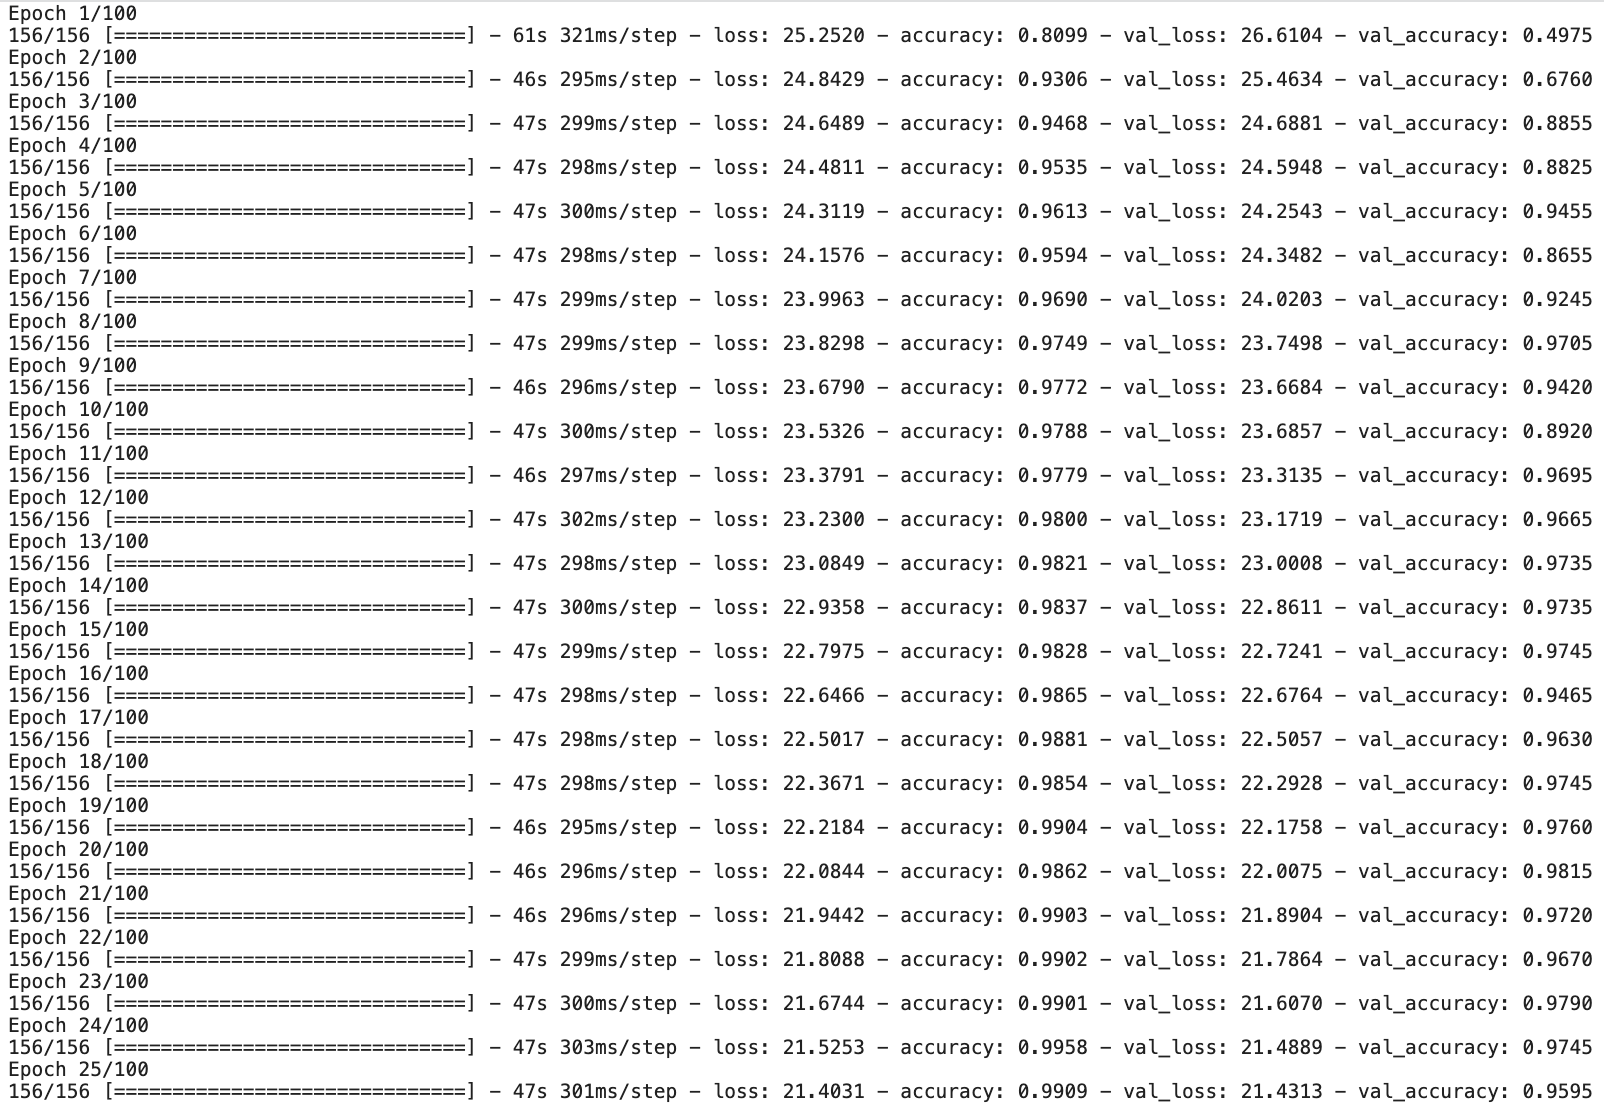 Epoch 1/100
156/156 [==============================] - 61s 321ms/step - loss: 25.2520 - accuracy: 0.8099 - val_loss: 26.6104 - val_accuracy: 0.4975
Epoch 2/100
156/156 [==============================] - 46s 295ms/step - loss: 24.8429 - accuracy: 0.9306 - val_loss: 25.4634 - val_accuracy: 0.6760
Epoch 3/100
156/156 [==============================] - 47s 299ms/step - loss: 24.6489 - accuracy: 0.9468 - val_loss: 24.6881 - val_accuracy: 0.8855
Epoch 4/100
156/156 [==============================] - 47s 298ms/step - loss: 24.4811 - accuracy: 0.9535 - val_loss: 24.5948 - val_accuracy: 0.8825
Epoch 5/100
156/156 [==============================] - 47s 300ms/step - loss: 24.3119 - accuracy: 0.9613 - val_loss: 24.2543 - val_accuracy: 0.9455
Epoch 6/100
156/156 [==============================] - 47s 298ms/step - loss: 24.1576 - accuracy: 0.9594 - val_loss: 24.3482 - val_accuracy: 0.8655
Epoch 7/100
156/156 [==============================] - 47s 299ms/step - loss: 23.9963 - accuracy: 0.9690 - val_loss: 24.0203 - val_accuracy: 0.9245
Epoch 8/100
156/156 [==============================] - 47s 299ms/step - loss: 23.8298 - accuracy: 0.9749 - val_loss: 23.7498 - val_accuracy: 0.9705
Epoch 9/100
156/156 [==============================] - 46s 296ms/step - loss: 23.6790 - accuracy: 0.9772 - val_loss: 23.6684 - val_accuracy: 0.9420
Epoch 10/100
156/156 [==============================] - 47s 300ms/step - loss: 23.5326 - accuracy: 0.9788 - val_loss: 23.6857 - val_accuracy: 0.8920
Epoch 11/100
156/156 [==============================] - 46s 297ms/step - loss: 23.3791 - accuracy: 0.9779 - val_loss: 23.3135 - val_accuracy: 0.9695
Epoch 12/100
156/156 [==============================] - 47s 302ms/step - loss: 23.2300 - accuracy: 0.9800 - val_loss: 23.1719 - val_accuracy: 0.9665
Epoch 13/100
156/156 [==============================] - 47s 298ms/step - loss: 23.0849 - accuracy: 0.9821 - val_loss: 23.0008 - val_accuracy: 0.9735
Epoch 14/100
156/156 [==============================] - 47s 300ms/step - loss: 22.9358 - accuracy: 0.9837 - val_loss: 22.8611 - val_accuracy: 0.9735
Epoch 15/100
156/156 [==============================] - 47s 299ms/step - loss: 22.7975 - accuracy: 0.9828 - val_loss: 22.7241 - val_accuracy: 0.9745
Epoch 16/100
156/156 [==============================] - 47s 298ms/step - loss: 22.6466 - accuracy: 0.9865 - val_loss: 22.6764 - val_accuracy: 0.9465
Epoch 17/100
156/156 [==============================] - 47s 298ms/step - loss: 22.5017 - accuracy: 0.9881 - val_loss: 22.5057 - val_accuracy: 0.9630
Epoch 18/100
156/156 [==============================] - 47s 298ms/step - loss: 22.3671 - accuracy: 0.9854 - val_loss: 22.2928 - val_accuracy: 0.9745
Epoch 19/100
156/156 [==============================] - 46s 295ms/step - loss: 22.2184 - accuracy: 0.9904 - val_loss: 22.1758 - val_accuracy: 0.9760
Epoch 20/100
156/156 [==============================] - 46s 296ms/step - loss: 22.0844 - accuracy: 0.9862 - val_loss: 22.0075 - val_accuracy: 0.9815
Epoch 21/100
156/156 [==============================] - 46s 296ms/step - loss: 21.9442 - accuracy: 0.9903 - val_loss: 21.8904 - val_accuracy: 0.9720
Epoch 22/100
156/156 [==============================] - 47s 299ms/step - loss: 21.8088 - accuracy: 0.9902 - val_loss: 21.7864 - val_accuracy: 0.9670
Epoch 23/100
156/156 [==============================] - 47s 300ms/step - loss: 21.6744 - accuracy: 0.9901 - val_loss: 21.6070 - val_accuracy: 0.9790
Epoch 24/100
156/156 [==============================] - 47s 303ms/step - loss: 21.5253 - accuracy: 0.9958 - val_loss: 21.4889 - val_accuracy: 0.9745
Epoch 25/100
156/156 [==============================] - 47s 301ms/step - loss: 21.4031 - accuracy: 0.9909 - val_loss: 21.4313 - val_accuracy: 0.9595